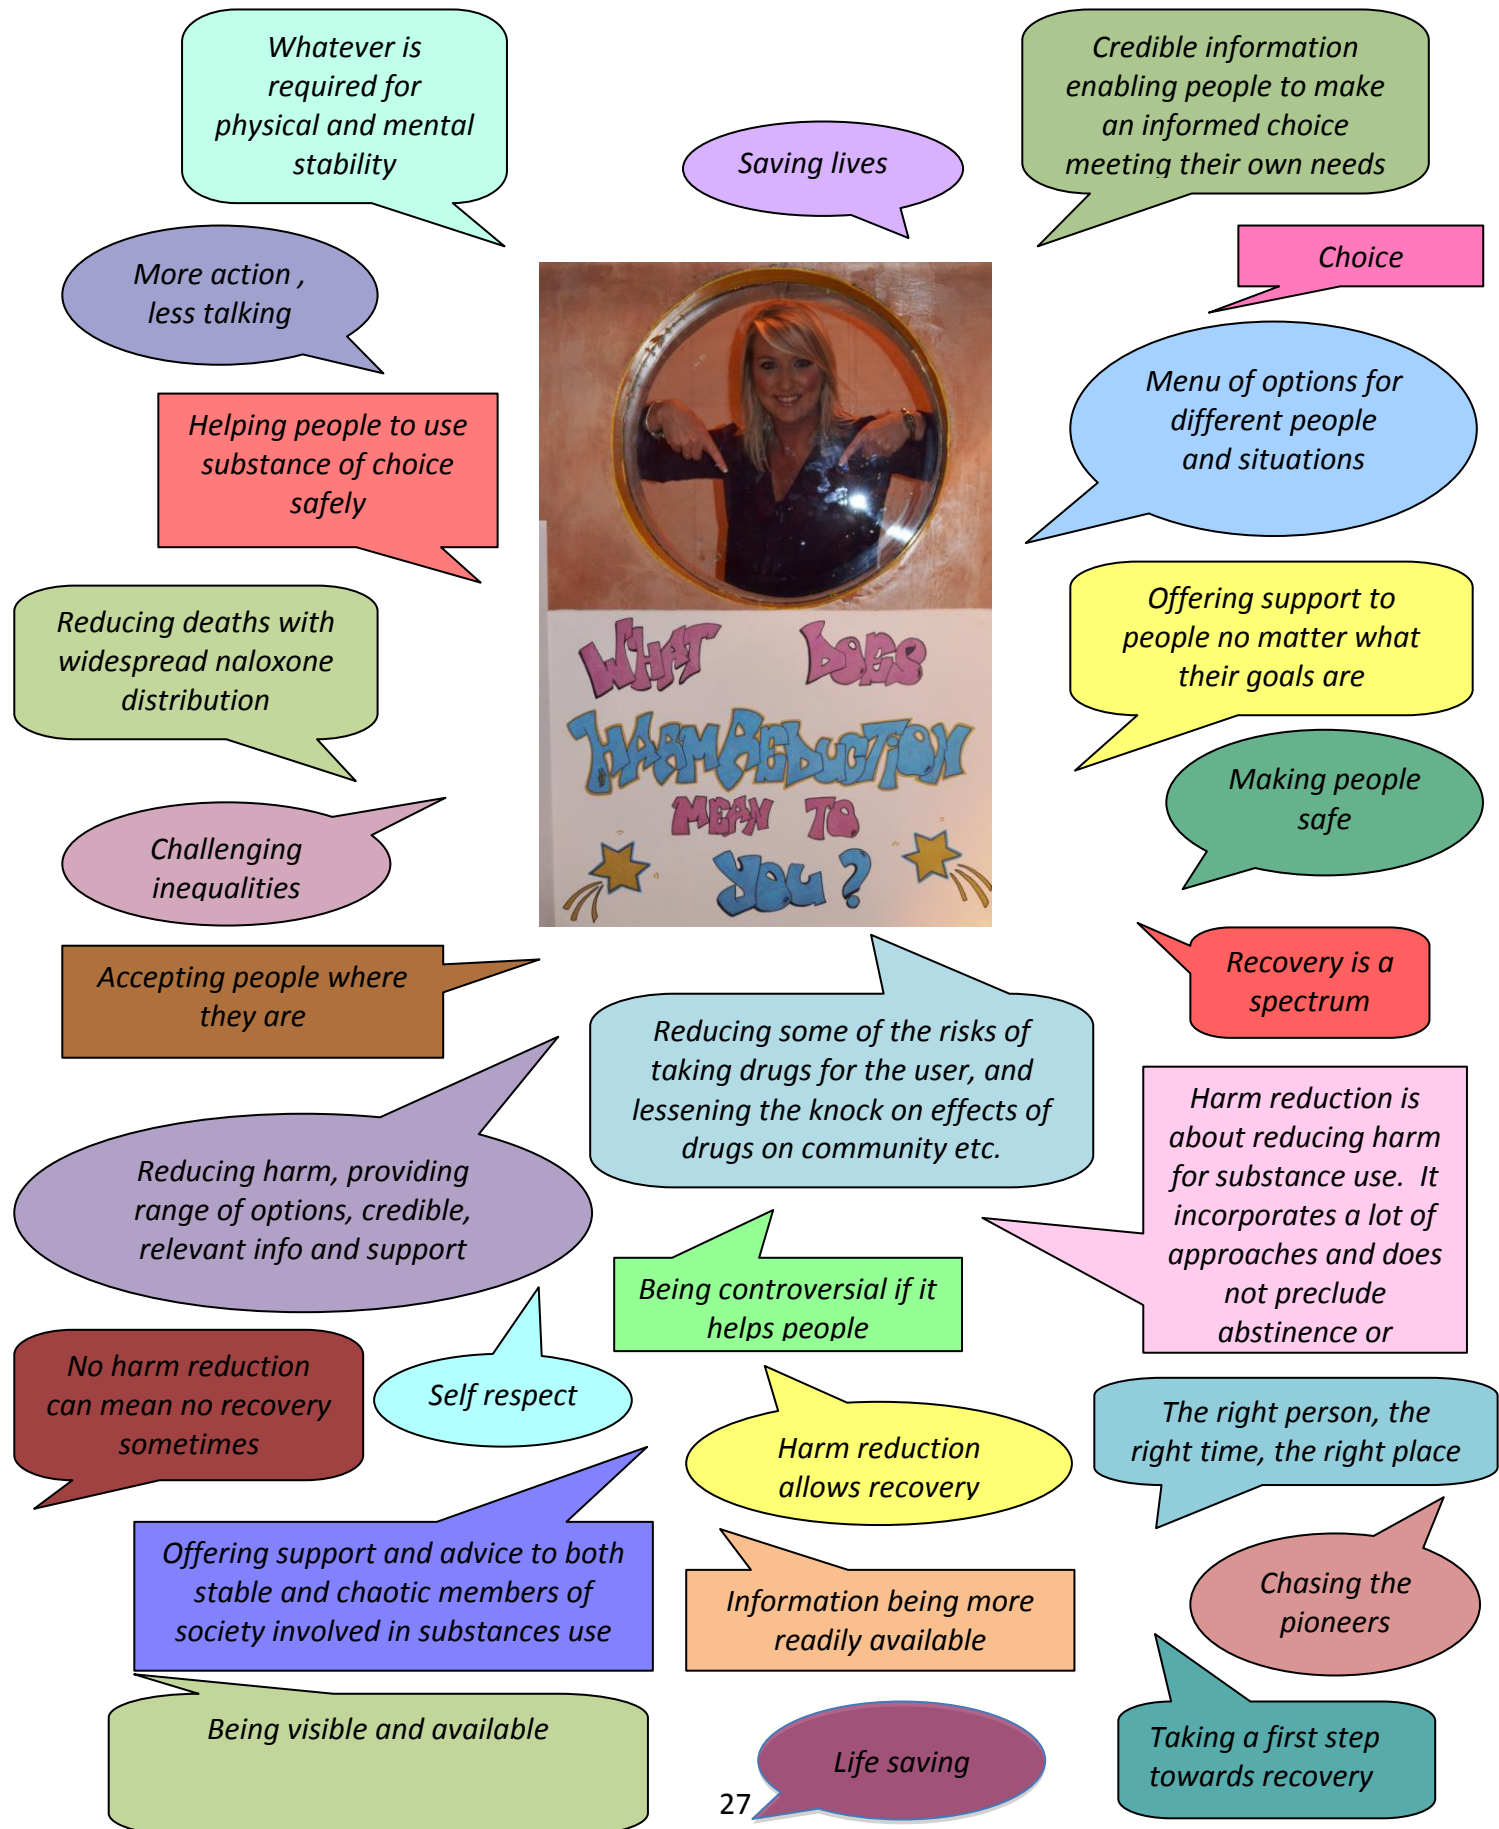 Whatever is
required for
physical and mental
stability
Saving lives
Credible information
enabling people to make
an informed choice
meeting their own needs
More action ,
less talking
Choice
Helping people to use
substance of choice
safely
Menu of options for
different people
and situations
Reducing deaths with
widespread naloxone
distribution
Offering support to
people no matter what
their goals are
WHAT DOES
HARM REDUCTION
MEAN TO
YOU?
Making people
safe
Challenging
inequalities
Accepting people where
they are
Recovery is a
spectrum
Reducing some of the risks of
taking drugs for the user, and
lessening the knock on effects of
drugs on community etc.
Harm reduction is
about reducing harm
for substance use.  It
incorporates a lot of
approaches and does
not preclude
abstinence or
Reducing harm, providing
range of options, credible,
relevant info and support
Being controversial if it
helps people
No harm reduction
can mean no recovery
sometimes
Self respect
Harm reduction
allows recovery
The right person, the
right time, the right place
Offering support and advice to both
stable and chaotic members of
society involved in substances use
Information being more
readily available
Chasing the
pioneers
Being visible and available
Life saving
Taking a first step
towards recovery
27